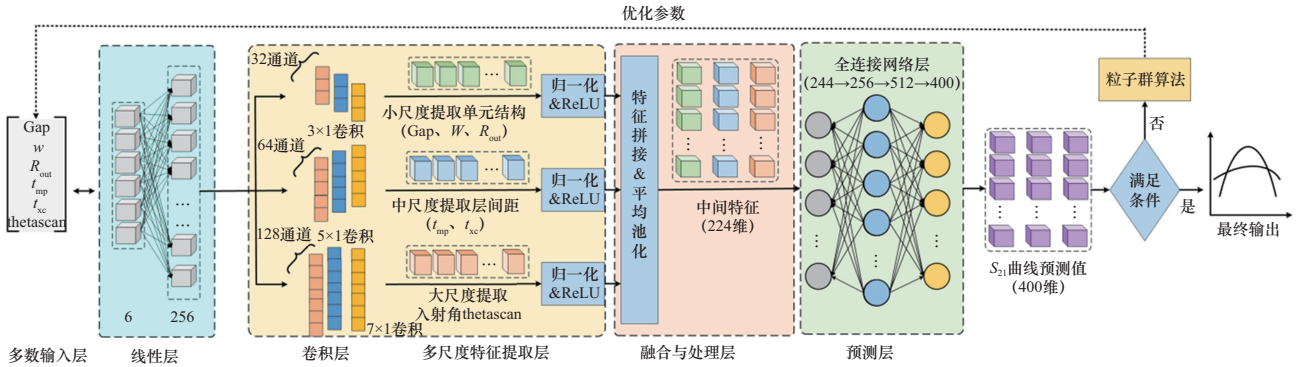 优化参数
Gap
w
R_out
t_mp
t_xc
thetascan
多数输入层
6
256
线性层
32通道
3×1卷积
64通道
5×1卷积
128通道
7×1卷积
卷积层
…
小尺度提取单元结构
(Gap、W、R_out)
…
中尺度提取层间距
(t_mp、t_xc)
…
大尺度提取
入射角thetascan
多尺度特征提取层
归一化
&ReLU
归一化
&ReLU
归一化
&ReLU
特征拼接&平均池化
中间特征
(224维)
融合与处理层
全连接网络层
(244→256→512→400)
预测层
S_21曲线预测值
(400维)
粒子群算法
否
满足
条件
是
最终输出